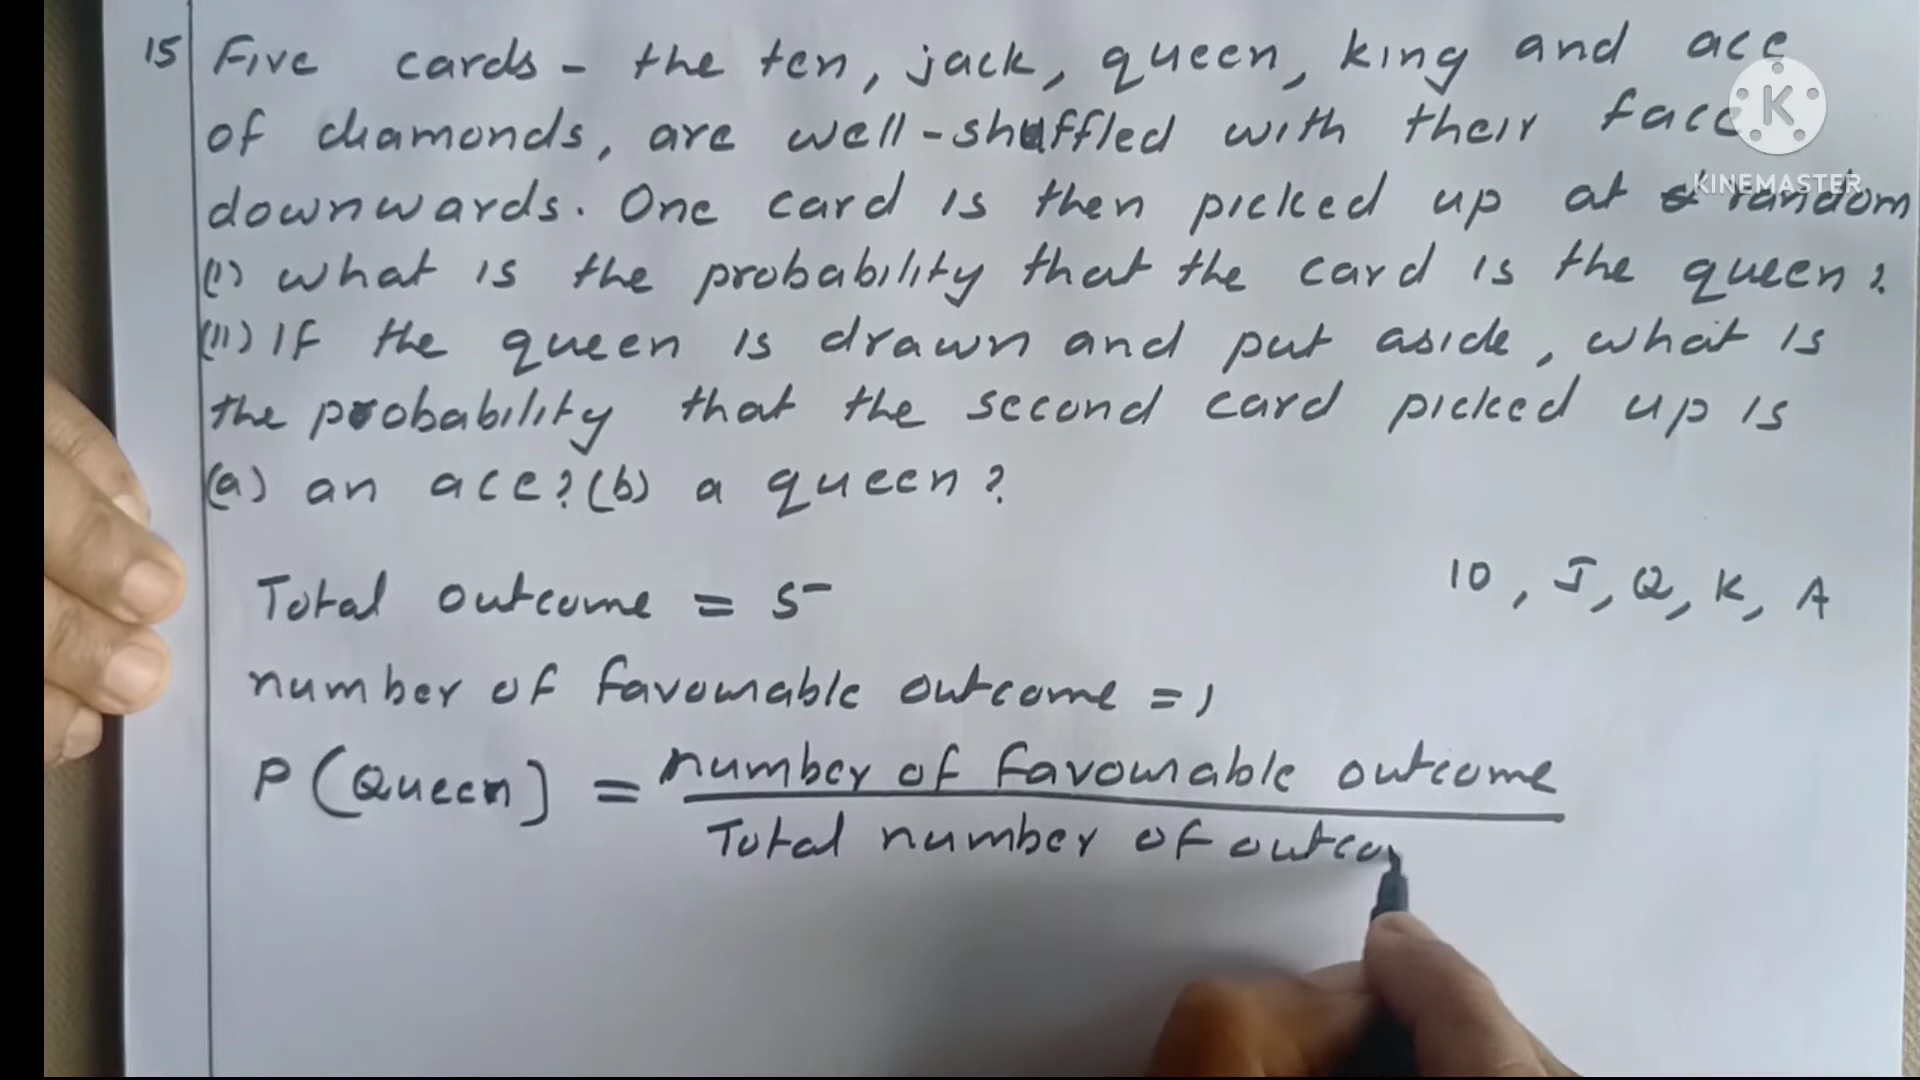 15 Five cards - the ten, jack, queen, king and ace
of diamonds, are well-shuffled with their face
downwards. One card is then picked up at random
(i) what is the probability that the card is the queen?
(ii) If the queen is drawn and put aside, what is
the probability that the second card picked up is
(a) an ace? (b) a queen?
Total outcome = 5
10, J, Q, K, A
number of favourable outcome = 1
P (Queen) = number of favourable outcome
Total number of outco
K
KINEMASTER